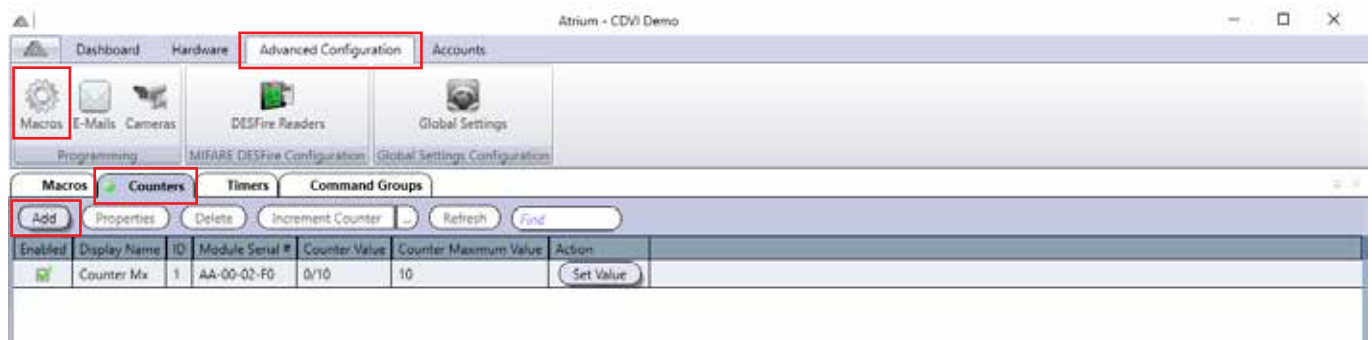 Atrium - CDVI Demo
Dashboard Hardware Advanced Configuration Accounts
Macros E-Mails Cameras DESFire Readers Global Settings
Programming MIFARE DESFire Configuration Global Settings Configuration
Macros Counters Timers Command Groups
Add Properties Delete Increment Counter ... Refresh Find
Enabled Display Name ID Module Serial # Counter Value Counter Maximum Value Action
Counter Mx 1 AA-00-02-F0 0/10 10 Set Value